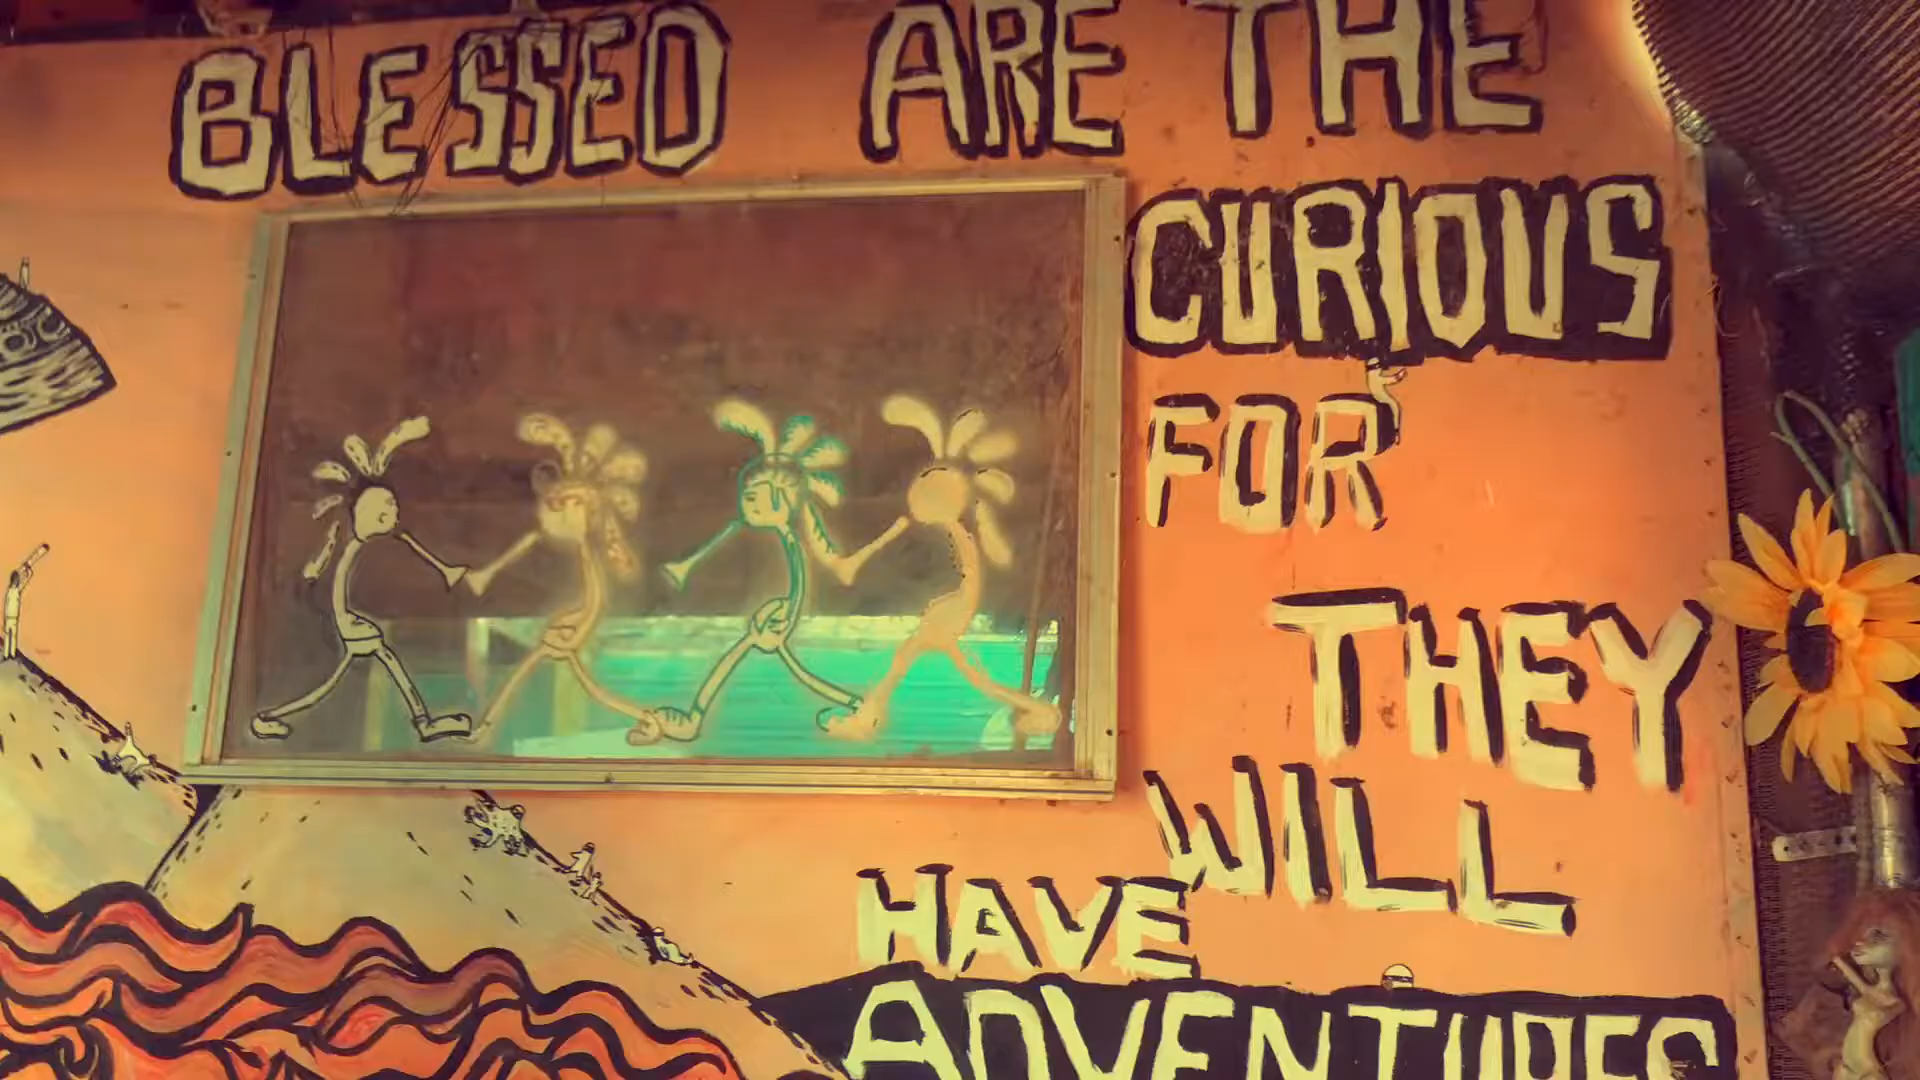 BLESSED ARE THE
CURIOUS
FOR
THEY
WILL
HAVE
ADVENTURES